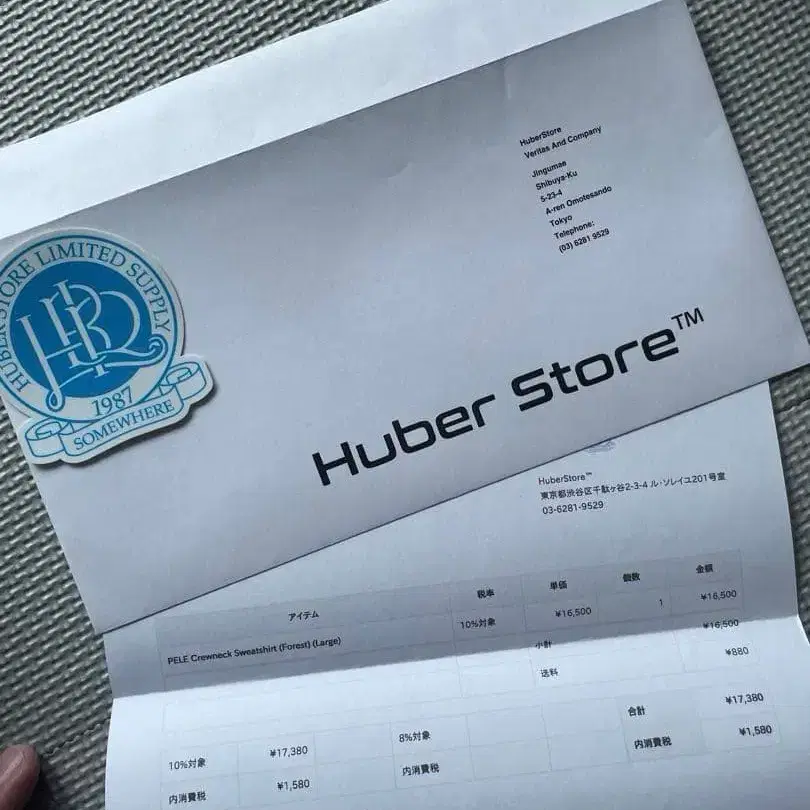 HuberStore
Veritas And Company
Jingumae
Shibuya-Ku
5-23-4
A-ren Omotesando
Tokyo
Telephone:
(03) 6281 9529
HUBER STORE LIMITED SUPPLY
1987
SOMEWHERE
Huber Store™
HuberStore™
東京都渋谷区千駄ヶ谷2-3-4 ル・ソレイユ201号室
03-6281-9529
アイテム 税率 単価 個数 金額
PELE Crewneck Sweatshirt (Forest) (Large) 10%対象 ¥16,500 1 ¥16,500
小計 ¥16,500
送料 ¥880
10%対象 ¥17,380 8%対象 合計 ¥17,380
内消費税 ¥1,580 内消費税 内消費税 ¥1,580